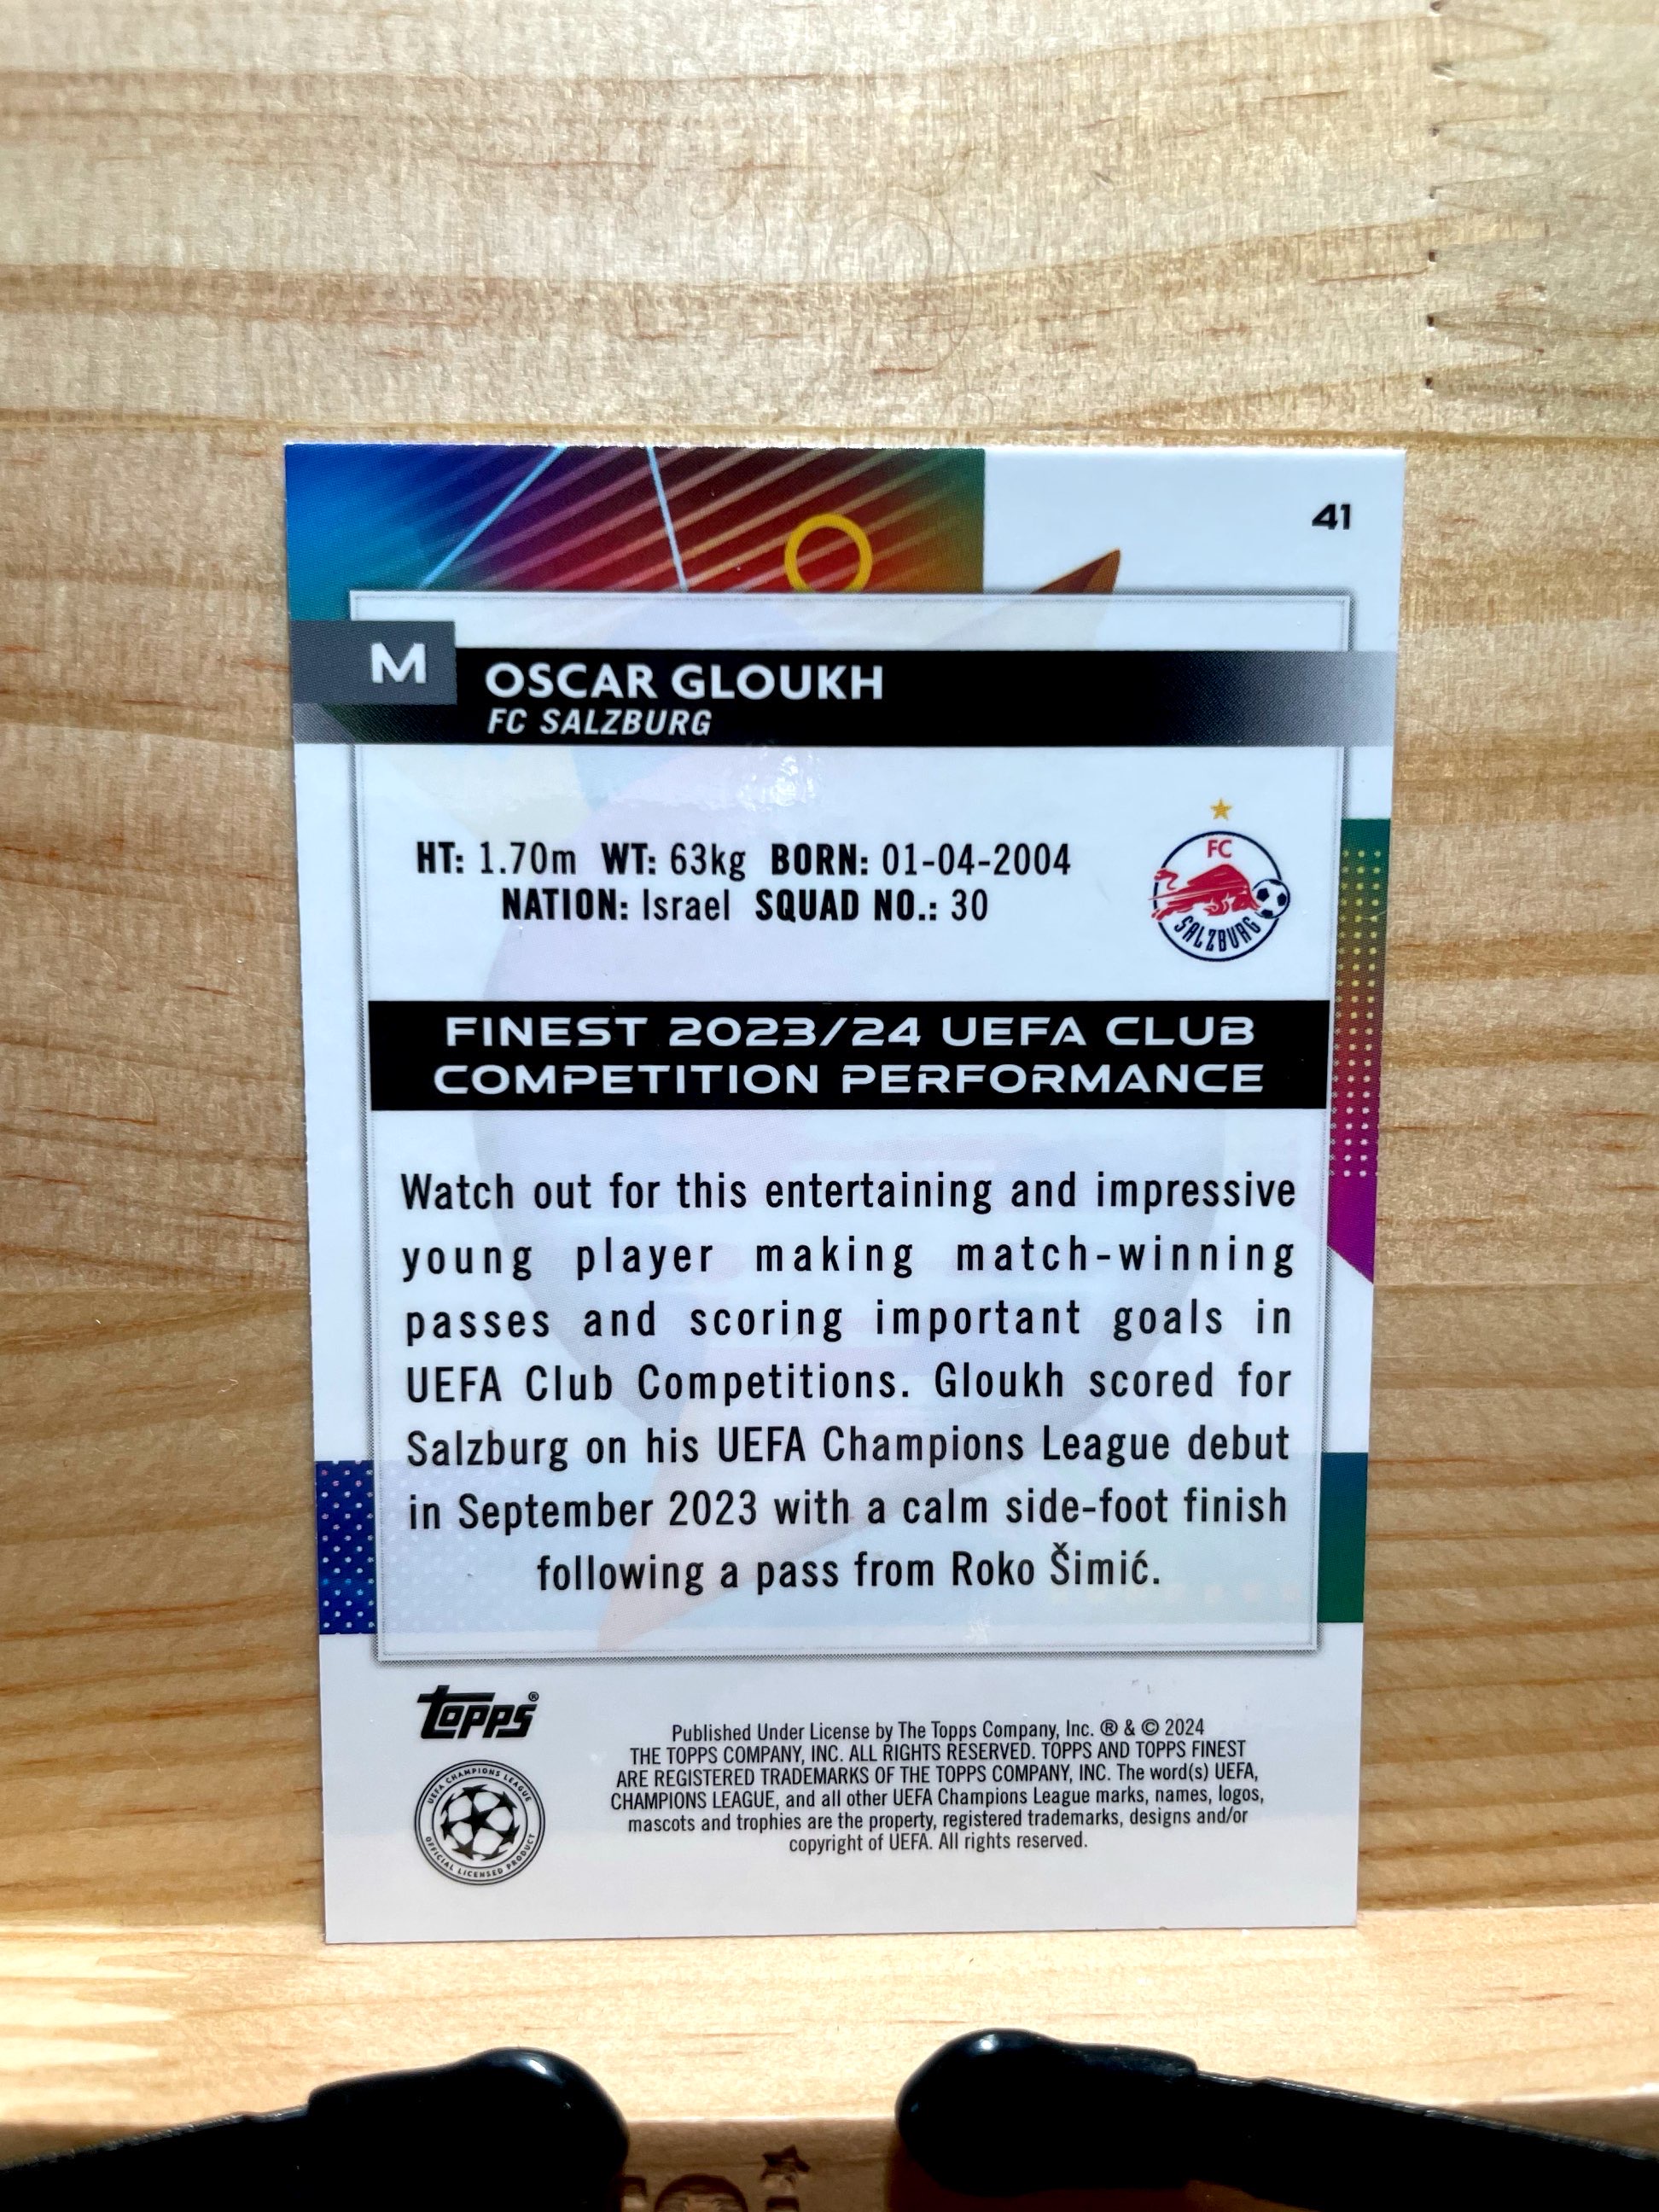 41
M
OSCAR GLOUKH
FC SALZBURG
HT: 1.70m WT: 63kg BORN: 01-04-2004
NATION: Israel SQUAD NO.: 30
FC
SALZBURG
FINEST 2023/24 UEFA CLUB
COMPETITION PERFORMANCE
Watch out for this entertaining and impressive
young player making match-winning
passes and scoring important goals in
UEFA Club Competitions. Gloukh scored for
Salzburg on his UEFA Champions League debut
in September 2023 with a calm side-foot finish
following a pass from Roko Šimić.
Topps®
UEFA CHAMPIONS LEAGUE
OFFICIAL LICENSED PRODUCT
Published Under License by The Topps Company, Inc. ® & © 2024
THE TOPPS COMPANY, INC. ALL RIGHTS RESERVED. TOPPS AND TOPPS FINEST
ARE REGISTERED TRADEMARKS OF THE TOPPS COMPANY, INC. The word(s) UEFA,
CHAMPIONS LEAGUE, and all other UEFA Champions League marks, names, logos,
mascots and trophies are the property, registered trademarks, designs and/or
copyright of UEFA. All rights reserved.